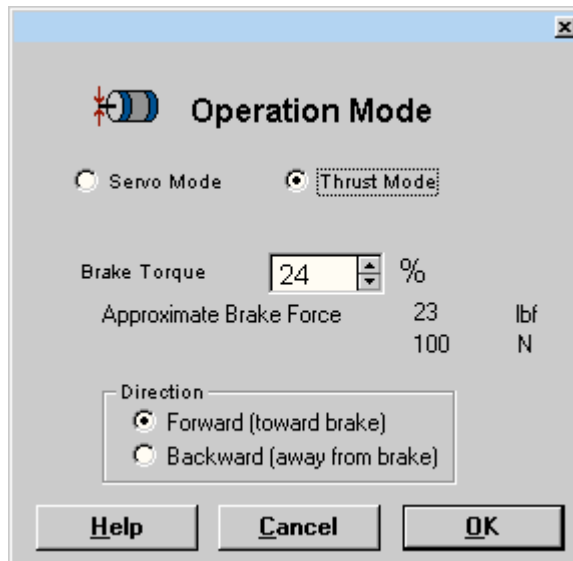 Operation Mode
Servo Mode Thrust Mode
Brake Torque 24 %
Approximate Brake Force 23 lbf
100 N
Direction
Forward (toward brake)
Backward (away from brake)
Help Cancel OK